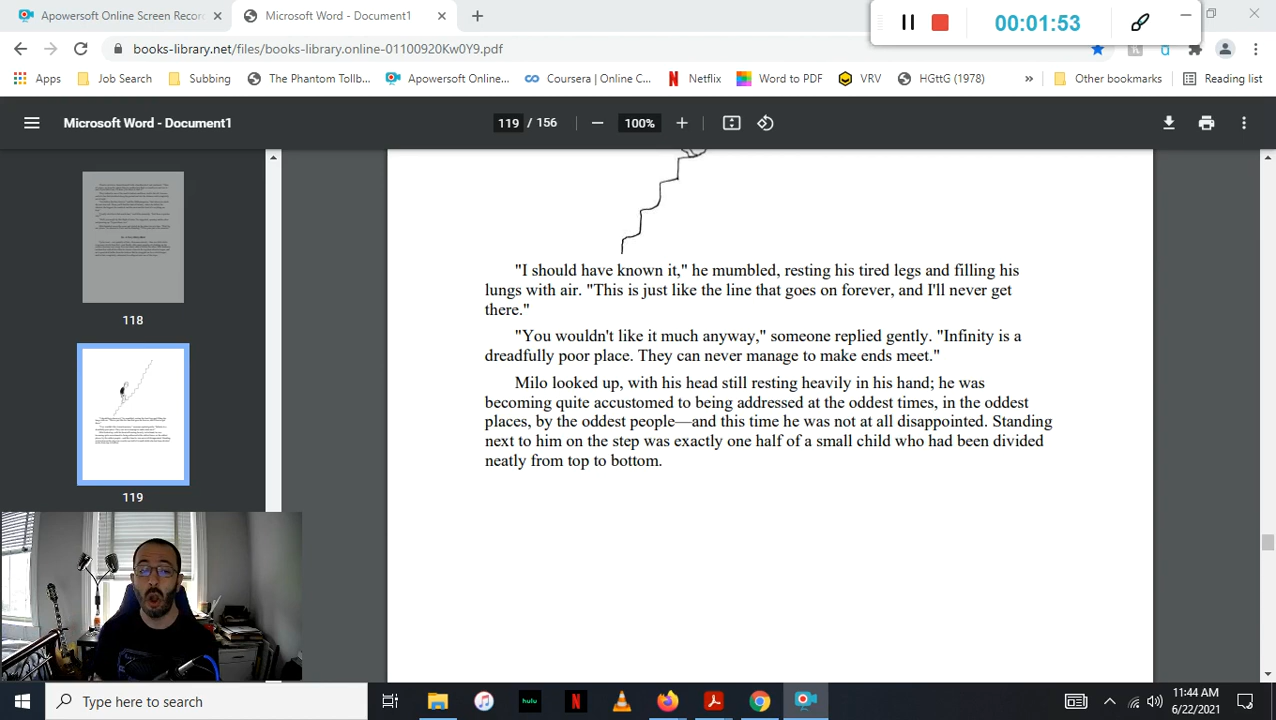 Apowersoft Online Screen Recor
Microsoft Word - Document1
00:01:53
books-library.net/files/books-library.online-01100920Kw0Y9.pdf
Apps
Job Search
Subbing
The Phantom Tollb...
Apowersoft Online...
Coursera | Online C...
Netflix
Word to PDF
VRV
HGttG (1978)
»
Other bookmarks
Reading list
Microsoft Word - Document1
119 / 156
100%
118
119
"I should have known it," he mumbled, resting his tired legs and filling his
lungs with air. "This is just like the line that goes on forever, and I'll never get
there."
"You wouldn't like it much anyway," someone replied gently. "Infinity is a
dreadfully poor place. They can never manage to make ends meet."
Milo looked up, with his head still resting heavily in his hand; he was
becoming quite accustomed to being addressed at the oddest times, in the oddest
places, by the oddest people—and this time he was not at all disappointed. Standing
next to him on the step was exactly one half of a small child who had been divided
neatly from top to bottom.
Type here to search
hulu
11:44 AM
6/22/2021